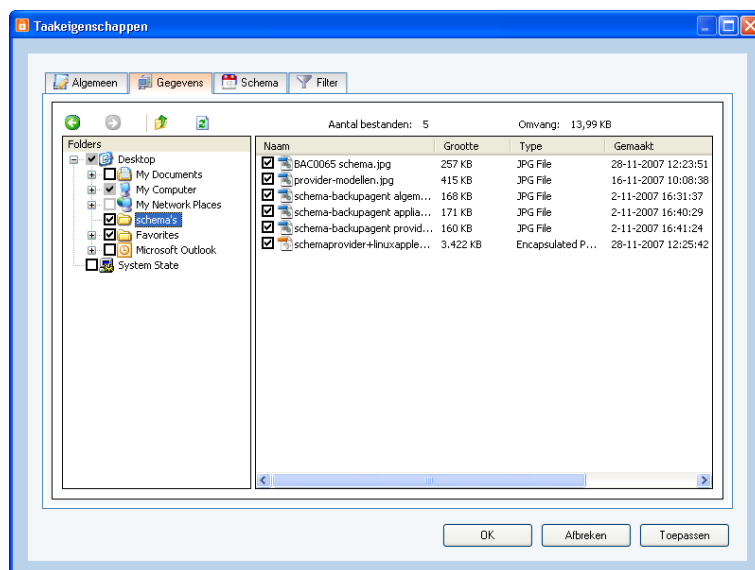 Taakeigenschappen
Algemeen Gegevens Schema Filter
Aantal bestanden: 5 Omvang: 13,99 KB
Folders
Desktop
My Documents
My Computer
My Network Places
schema's
Favorites
Microsoft Outlook
System State
Naam Grootte Type Gemaakt
BAC0065 schema.jpg 257 KB JPG File 28-11-2007 12:23:51
provider-modellen.jpg 415 KB JPG File 16-11-2007 10:08:38
schema-backupagent algem... 168 KB JPG File 2-11-2007 16:31:37
schema-backupagent applia... 171 KB JPG File 2-11-2007 16:40:29
schema-backupagent provid... 160 KB JPG File 2-11-2007 16:41:24
schemaprovider+linuxapple... 3.422 KB Encapsulated P... 28-11-2007 12:25:42
OK Afbreken Toepassen